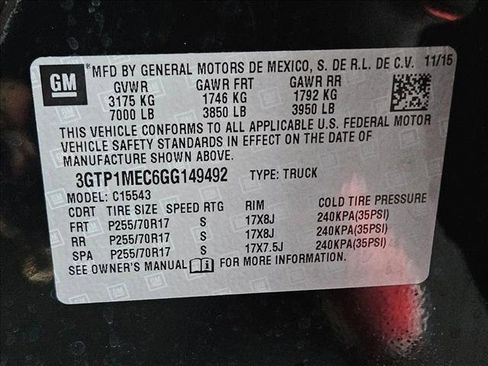 GM
*MFD BY GENERAL MOTORS DE MEXICO, S. DE R.L. DE C.V. 11/15
GVWR GAWR FRT GAWR RR
3175 KG 1746 KG 1792 KG
7000 LB 3850 LB 3950 LB
THIS VEHICLE CONFORMS TO ALL APPLICABLE U.S. FEDERAL MOTOR
VEHICLE SAFETY STANDARDS IN EFFECT ON THE DATE OF
MANUFACTURE SHOWN ABOVE.
3GTP1MEC6GG149492 TYPE: TRUCK
MODEL: C15543
CDRT TIRE SIZE SPEED RTG RIM COLD TIRE PRESSURE
FRT P255/70R17 S 17X8J 240KPA(35PSI)
RR P255/70R17 S 17X8J 240KPA(35PSI)
SPA P255/70R17 S 17X7.5J 240KPA(35PSI)
SEE OWNER'S MANUAL FOR MORE INFORMATION.